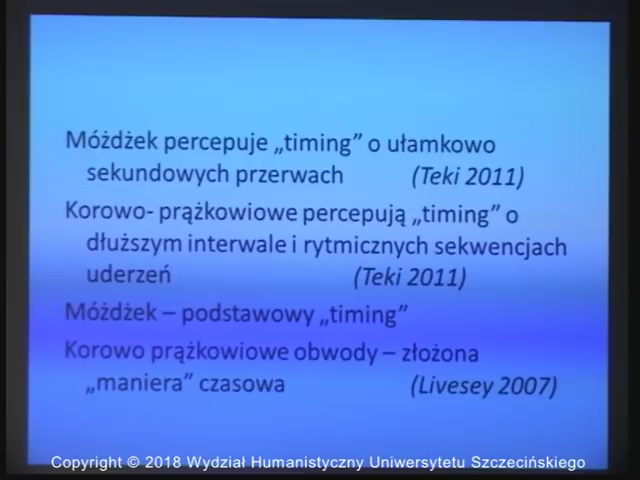 Móżdżek percepuje „timing” o ułamkowo
sekundowych przerwach (Teki 2011)
Korowo- prążkowiowe percepują „timing” o
dłuższym interwale i rytmicznych sekwencjach
uderzeń (Teki 2011)
Móżdżek – podstawowy „timing”
Korowo prążkowiowe obwody – złożona
„maniera” czasowa (Livesey 2007)
Copyright © 2018 Wydział Humanistyczny Uniwersytetu Szczecińskiego